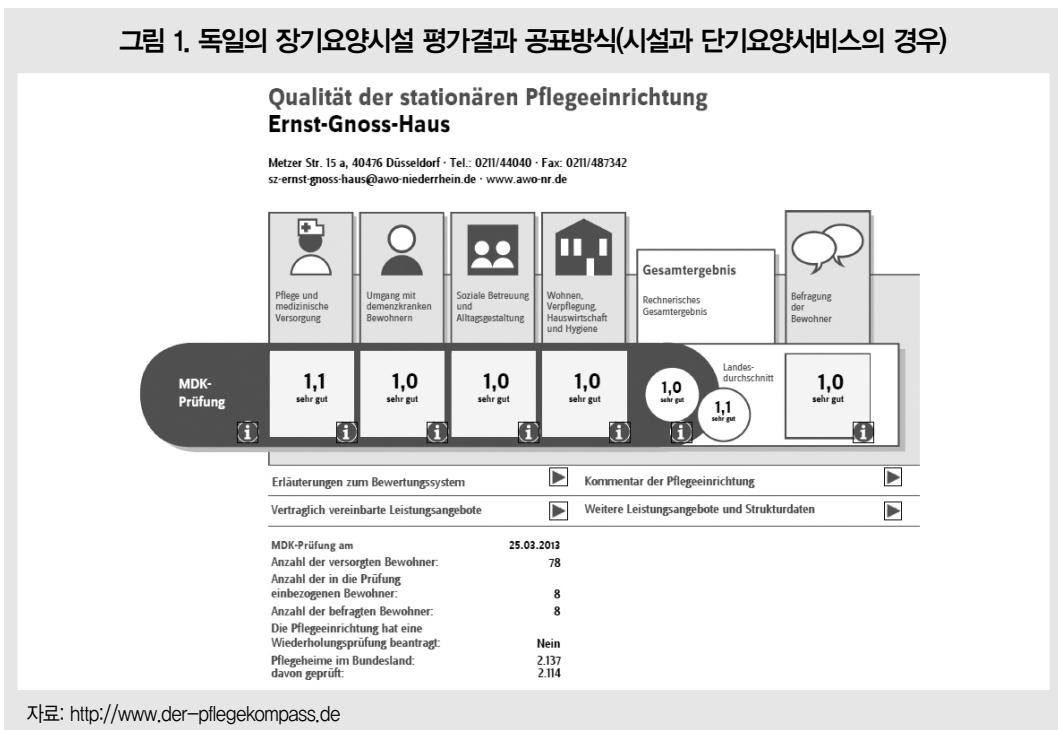 그림 1. 독일의 장기요양시설 평가결과 공표방식(시설과 단기요양서비스의 경우)
Qualität der stationären Pflegeeinrichtung
Ernst-Gnoss-Haus
Metzer Str. 15 a, 40476 Düsseldorf · Tel.: 0211/44040 · Fax: 0211/487342
sz-ernst-gnoss-haus@awo-niederrhein.de · www.awo-nr.de
Pflege und
medizinische
Versorgung
Umgang mit
demenzkranken
Bewohnern
Soziale Betreuung
und
Alltagsgestaltung
Wohnen,
Verpflegung,
Hauswirtschaft
und Hygiene
Gesamtergebnis
Rechnerisches
Gesamtergebnis
Befragung
der
Bewohner
MDK-
Prüfung
1,1
sehr gut
1,0
sehr gut
1,0
sehr gut
1,0
sehr gut
1,0
sehr gut
Landes-
durchschnitt
1,1
sehr gut
1,0
sehr gut
i i i i i i i
Erläuterungen zum Bewertungssystem
Kommentar der Pflegeeinrichtung
Vertraglich vereinbarte Leistungsangebote
Weitere Leistungsangebote und Strukturdaten
MDK-Prüfung am 25.03.2013
Anzahl der versorgten Bewohner: 78
Anzahl der in die Prüfung
einbezogenen Bewohner: 8
Anzahl der befragten Bewohner: 8
Die Pflegeeinrichtung hat eine
Wiederholungsprüfung beantragt: Nein
Pflegeheime im Bundesland: 2.137
davon geprüft: 2.114
자료: http://www.der-pflegekompass.de